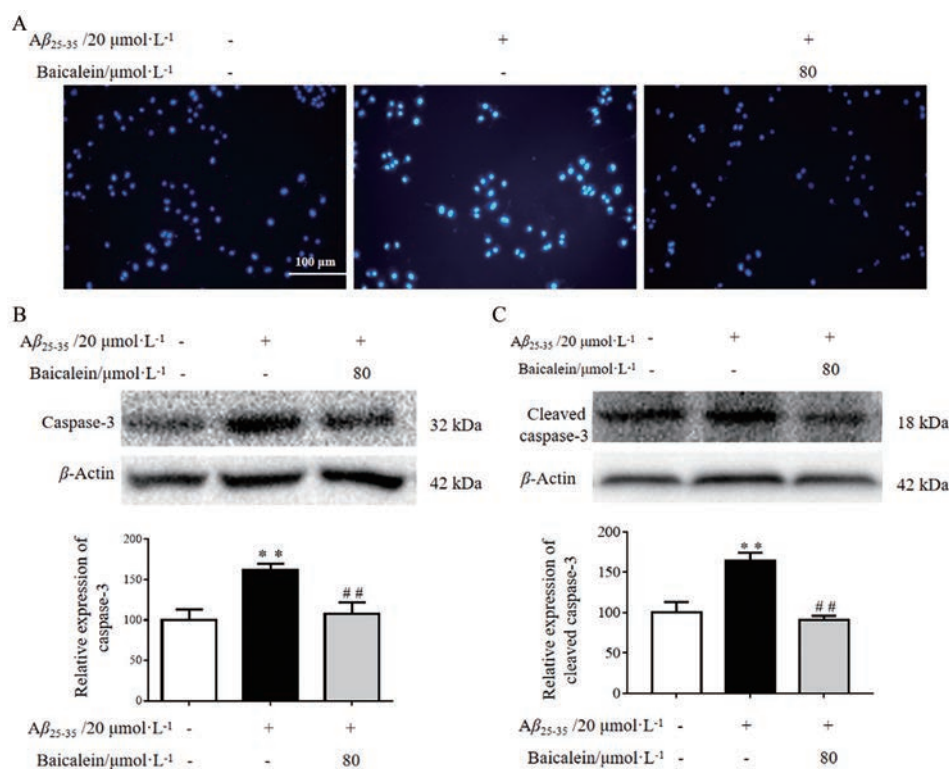 A
Aβ25-35 /20 μmol·L-1 - + +
Baicalein/μmol·L-1 - - 80
100 μm
B
Aβ25-35 /20 μmol·L-1 - + +
Baicalein/μmol·L-1 - - 80
Caspase-3 32 kDa
β-Actin 42 kDa
Relative expression of
caspase-3
200
150
100
50
0
* *
# #
Aβ25-35 /20 μmol·L-1 - + +
Baicalein/μmol·L-1 - - 80
C
Aβ25-35 /20 μmol·L-1 - + +
Baicalein/μmol·L-1 - - 80
Cleaved
caspase-3 18 kDa
β-Actin 42 kDa
Relative expression of
cleaved caspase-3
200
150
100
50
0
* *
# #
Aβ25-35 /20 μmol·L-1 - + +
Baicalein/μmol·L-1 - - 80